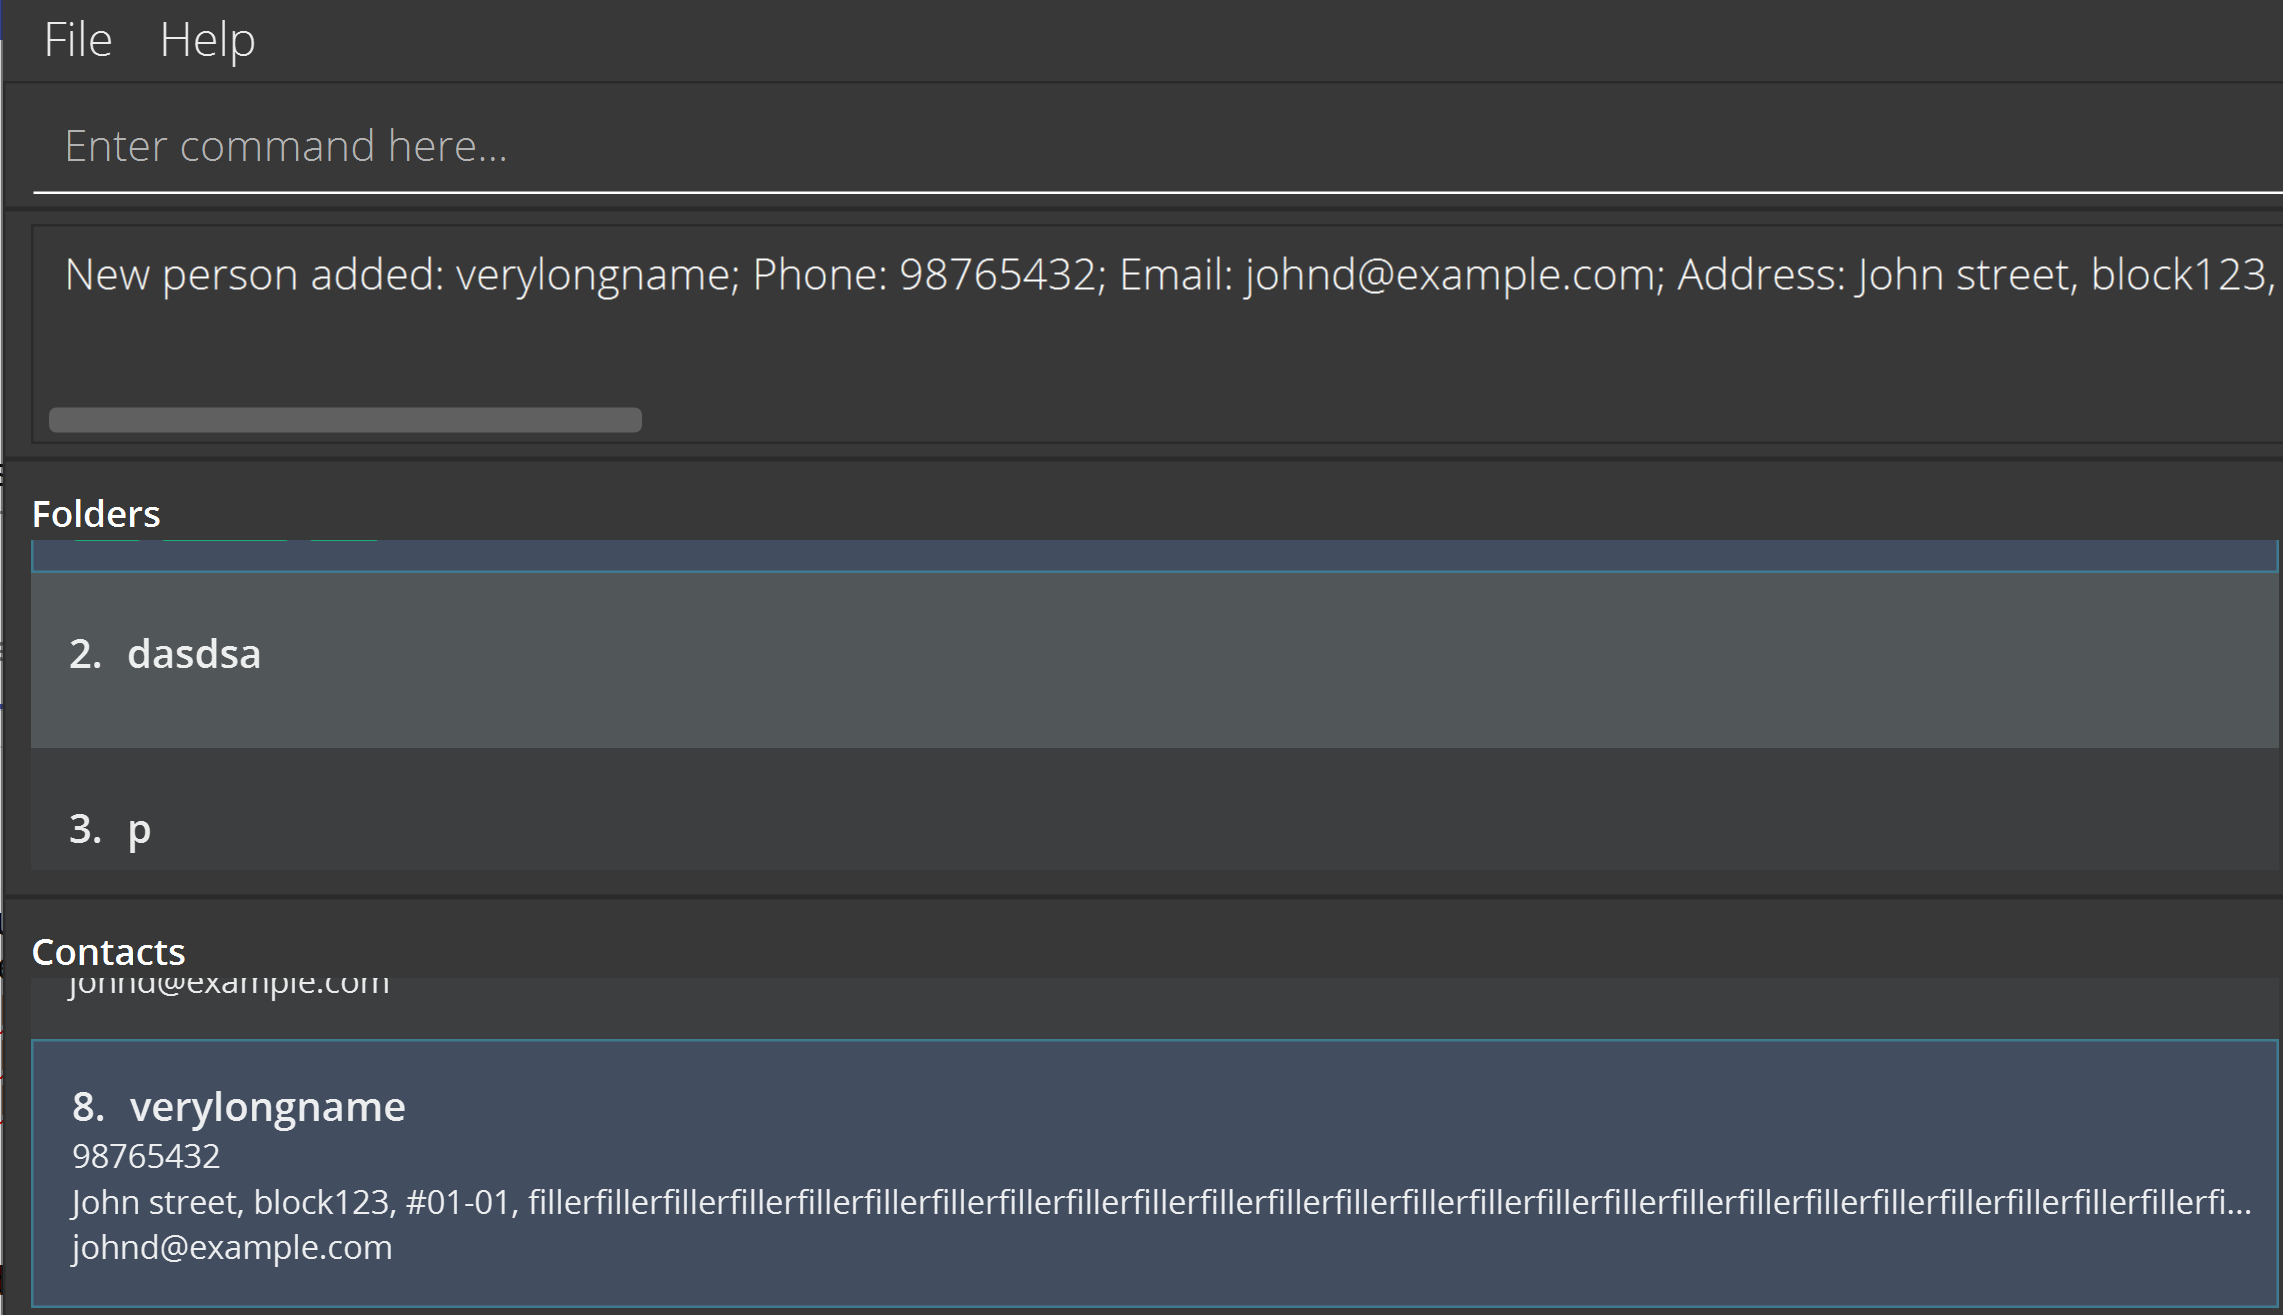 File Help
Enter command here...
New person added: verylongname; Phone: 98765432; Email: johnd@example.com; Address: John street, block123,
Folders
2. dasdsa
3. p
Contacts
johnd@example.com
8. verylongname
98765432
John street, block123, #01-01, fillerfillerfillerfillerfillerfillerfillerfillerfillerfillerfillerfillerfillerfillerfillerfillerfillerfillerfillerfillerfillerfillerfillerfillerfillerfi...
johnd@example.com